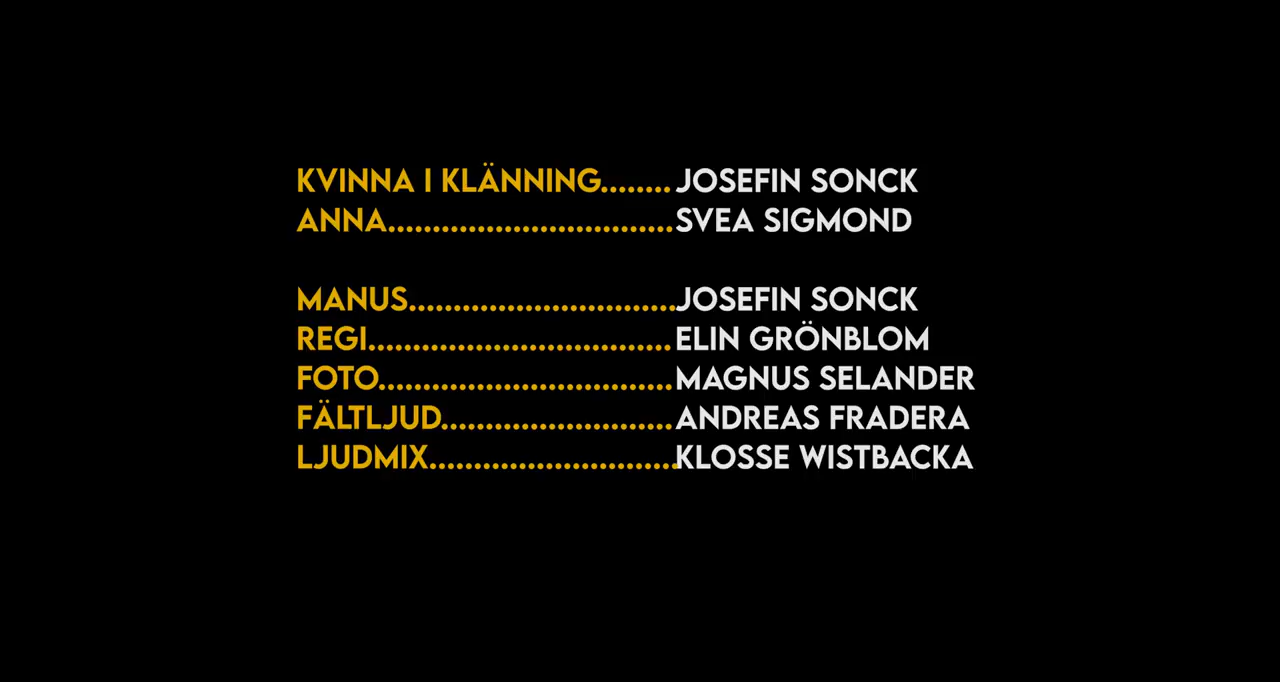 KVINNA I KLÄNNING........ JOSEFIN SONCK
ANNA................................SVEA SIGMOND
MANUS..............................JOSEFIN SONCK
REGI..................................ELIN GRÖNBLOM
FOTO.................................MAGNUS SELANDER
FÄLTLJUD..........................ANDREAS FRADERA
LJUDMIX............................KLOSSE WISTBACKA